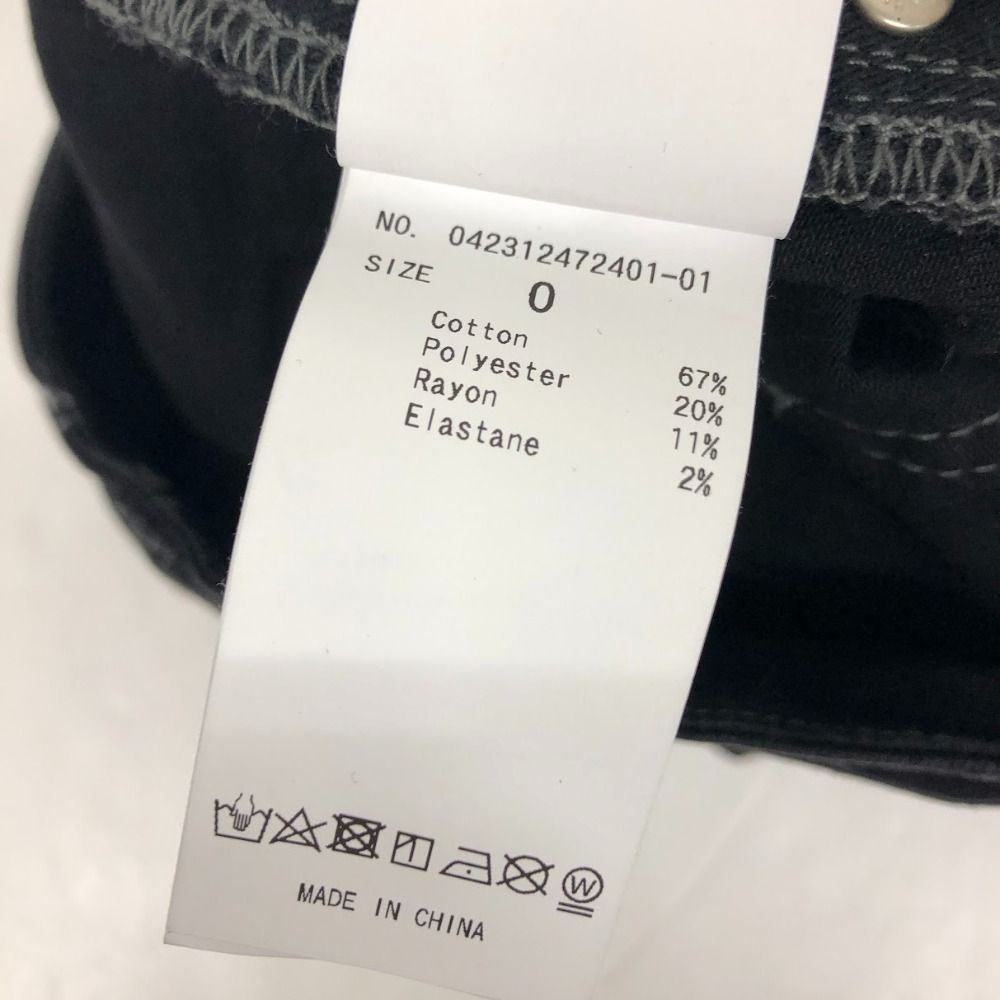 NO. 042312472401-01
SIZE 0
Cotton 67%
Polyester 20%
Rayon 11%
Elastane 2%
W
MADE IN CHINA